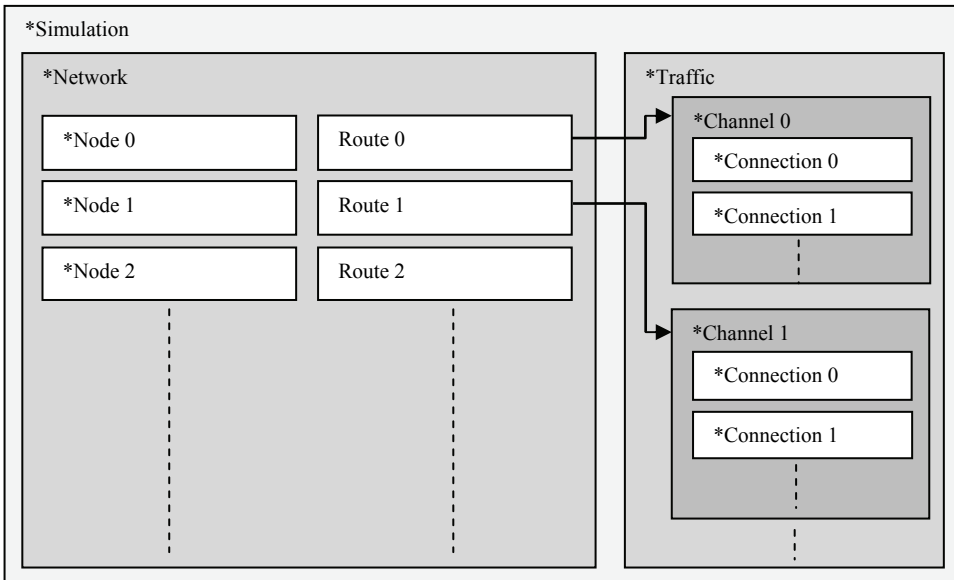 *Simulation
*Network
*Node 0
Route 0
*Node 1
Route 1
*Node 2
Route 2
*Traffic
*Channel 0
*Connection 0
*Connection 1
*Channel 1
*Connection 0
*Connection 1